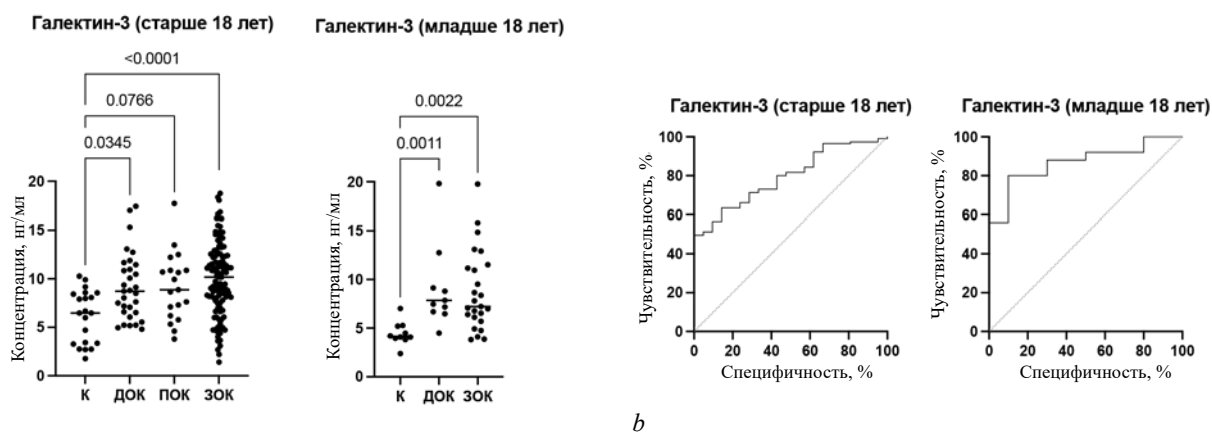 Галектин-3 (старше 18 лет)
<0.0001
0.0766
0.0345
Концентрация, нг/мл
20
15
10
5
0
К ДОК ПОК ЗОК
Галектин-3 (младше 18 лет)
0.0022
0.0011
Концентрация, нг/мл
20
15
10
5
0
К ДОК ЗОК
Галектин-3 (старше 18 лет)
Чувствительность, %
100
80
60
40
20
0
0 20 40 60 80 100
Специфичность, %
Галектин-3 (младше 18 лет)
Чувствительность, %
100
80
60
40
20
0
0 20 40 60 80 100
Специфичность, %
b